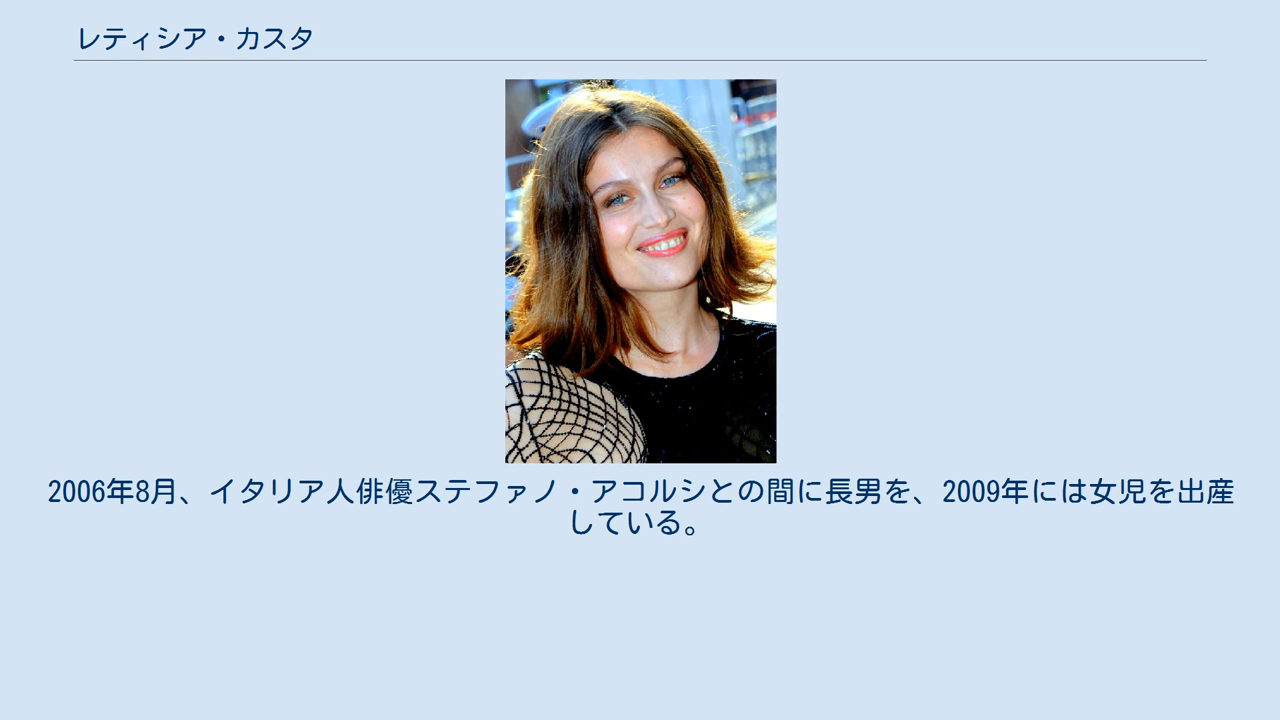 レティシア・カスタ
2006年8月、イタリア人俳優ステファノ・アコルシとの間に長男を、2009年には女児を出産
している。